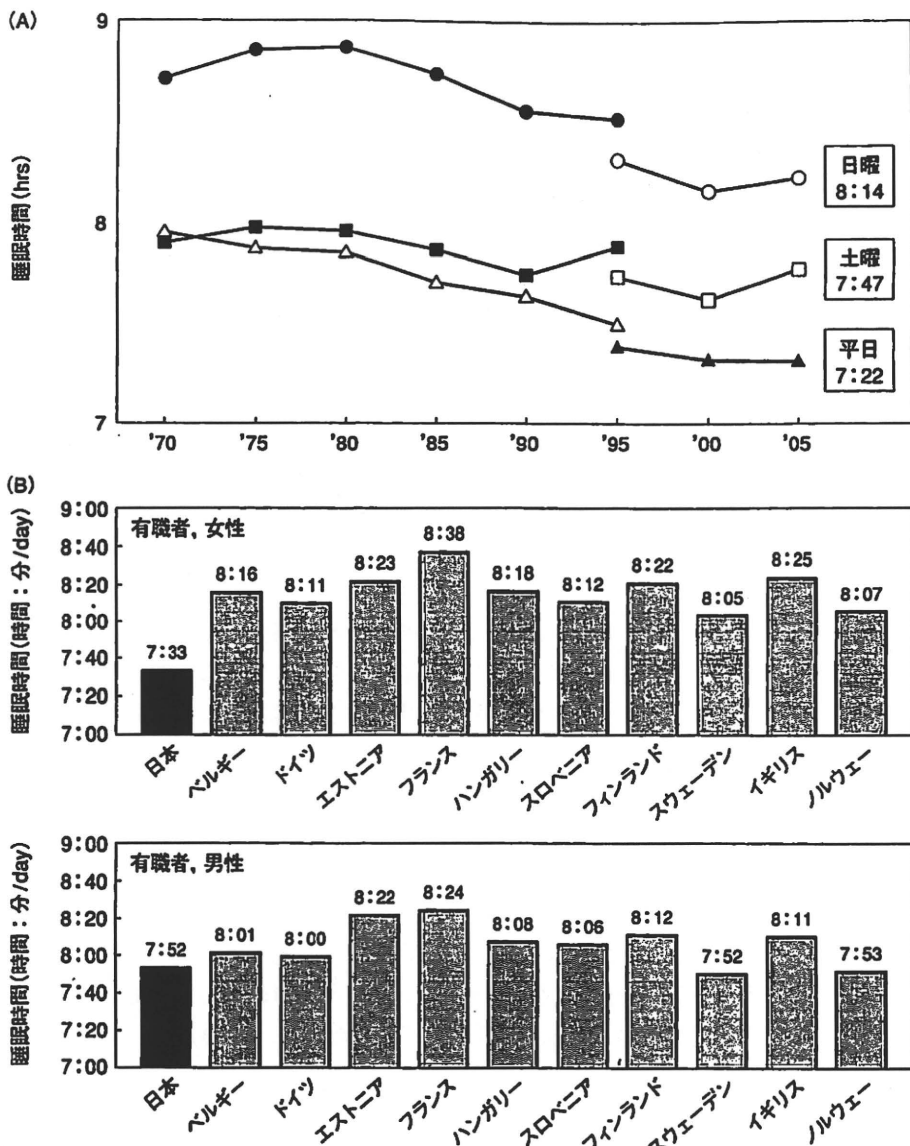 (A)
9
8
7
睡眠時間(hrs)
日曜
8:14
土曜
7:47
平日
7:22
'70 '75 '80 '85 '90 '95 '00 '05
(B)
睡眠時間(時間:分/day)
9:00
8:40
8:20
8:00
7:40
7:20
7:00
有職者, 女性
7:33 8:16 8:11 8:23 8:38 8:18 8:12 8:22 8:05 8:25 8:07
日本 ベルギー ドイツ エストニア フランス ハンガリー スロベニア フィンランド スウェーデン イギリス ノルウェー
睡眠時間(時間:分/day)
9:00
8:40
8:20
8:00
7:40
7:20
7:00
有職者, 男性
7:52 8:01 8:00 8:22 8:24 8:08 8:06 8:12 7:52 8:11 7:53
日本 ベルギー ドイツ エストニア フランス ハンガリー スロベニア フィンランド スウェーデン イギリス ノルウェー